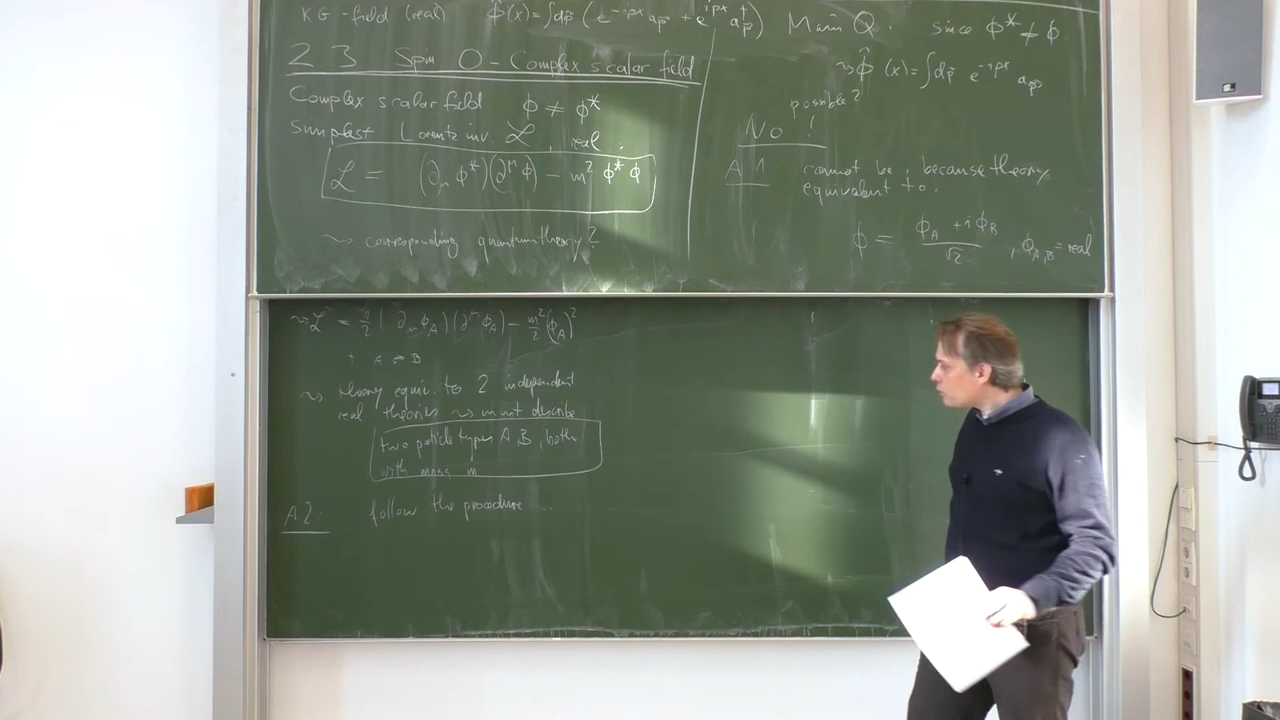 KG-field (real) φ̂(x) = ∫dp̃ (e^{-ipx} a_p⃗ + e^{ipx} a†_p⃗)
2.3 Spin 0 - Complex scalar field
Complex scalar field φ ≠ φ*
Simplest Lorentz inv. ℒ, real.
ℒ = (∂_μ φ*)(∂^μ φ) - m² φ* φ
⇝ corresponding quantum theory?
Main Q. since φ* ≠ φ
⇝ φ̂(x) = ∫dp̃ e^{-ipx} a_p⃗
possible?
No!
A1 cannot be, because theory
equivalent to.
φ = (φ_A + iφ_B)/√2 , φ_{A,B} = real
⇝ ℒ = 1/2 (∂_μ φ_A)(∂^μ φ_A) - m²/2 (φ_A)²
+ A ↔ B
⇝ theory equiv. to 2 independent
real theories ⇝ must describe
two particle types A, B, both
with mass m
A2. follow the procedure ...